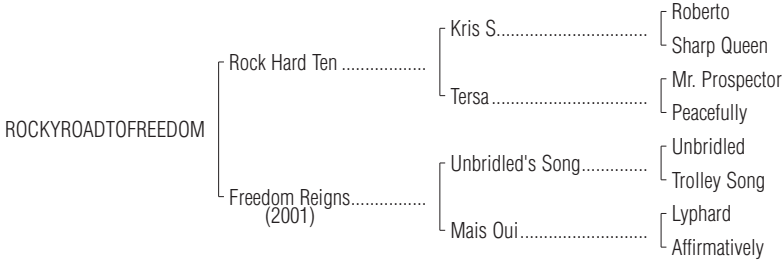 Roberto
Kris S..................................
Sharp Queen
Rock Hard Ten ..................
Mr. Prospector
Tersa...................................
Peacefully
ROCKYROADTOFREEDOM
Unbridled
Unbridled's Song...............
Trolley Song
Freedom Reigns................
(2001)
Lyphard
Mais Oui.............................
Affirmatively